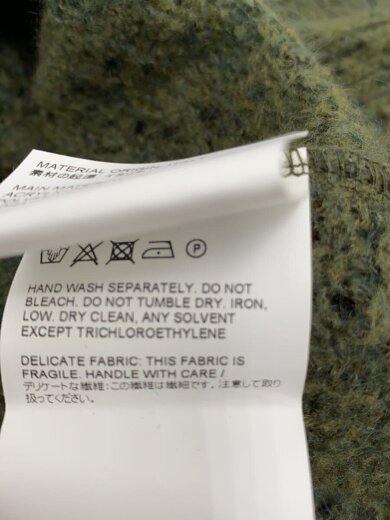 MATERIAL ORIGIN
素材の起源
MAIN
ACRY
P
HAND WASH SEPARATELY. DO NOT
BLEACH. DO NOT TUMBLE DRY. IRON,
LOW. DRY CLEAN, ANY SOLVENT
EXCEPT TRICHLOROETHYLENE
DELICATE FABRIC: THIS FABRIC IS
FRAGILE. HANDLE WITH CARE /
デリケートな繊維:この繊維は繊細です。注意して取り
扱ってください。